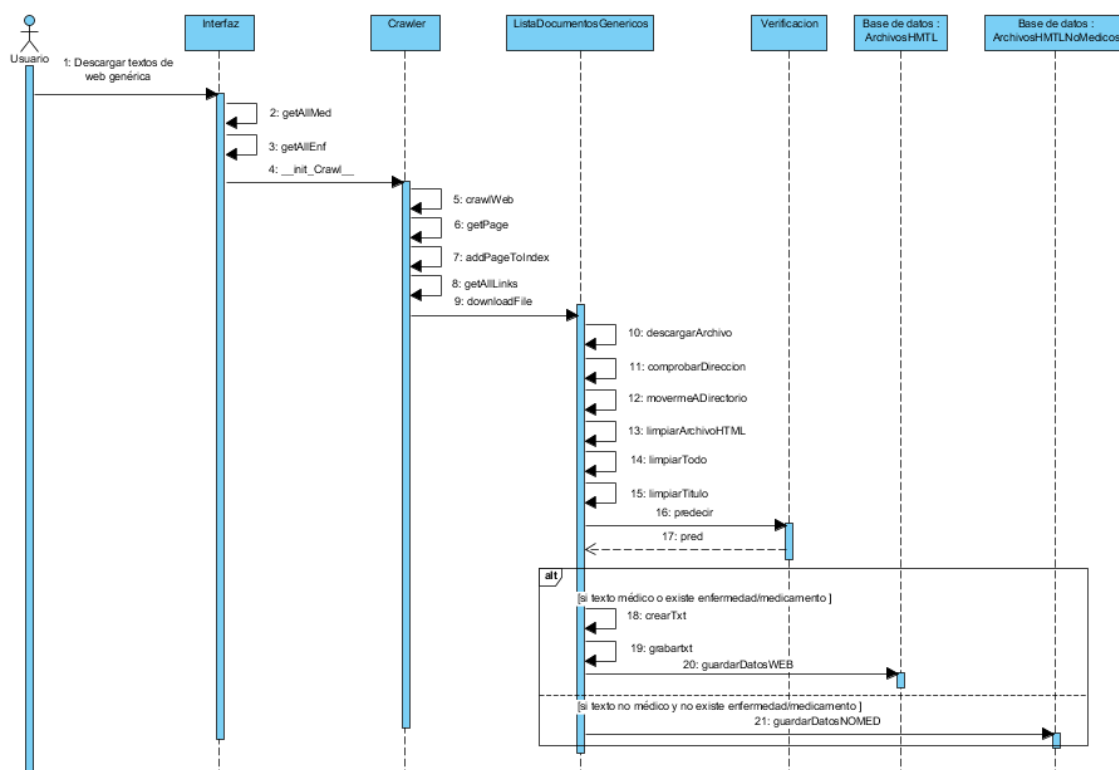 Interfaz
Crawler
ListaDocumentosGenericos
Verificacion
Base de datos :
ArchivosHMTL
Base de datos :
ArchivosHMTLNoMedicos
Usuario
1: Descargar textos de
web genérica
2: getAllMed
3: getAllEnf
4: __init_Crawl__
5: crawlWeb
6: getPage
7: addPageToIndex
8: getAllLinks
9: downloadFile
10: descargarArchivo
11: comprobarDireccion
12: movermeADirectorio
13: limpiarArchivoHTML
14: limpiarTodo
15: limpiarTitulo
16: predecir
17: pred
alt
[si texto médico o existe enfermedad/medicamento ]
18: crearTxt
19: grabartxt
20: guardarDatosWEB
[si texto no médico y no existe enfermedad/medicamento ]
21: guardarDatosNOMED